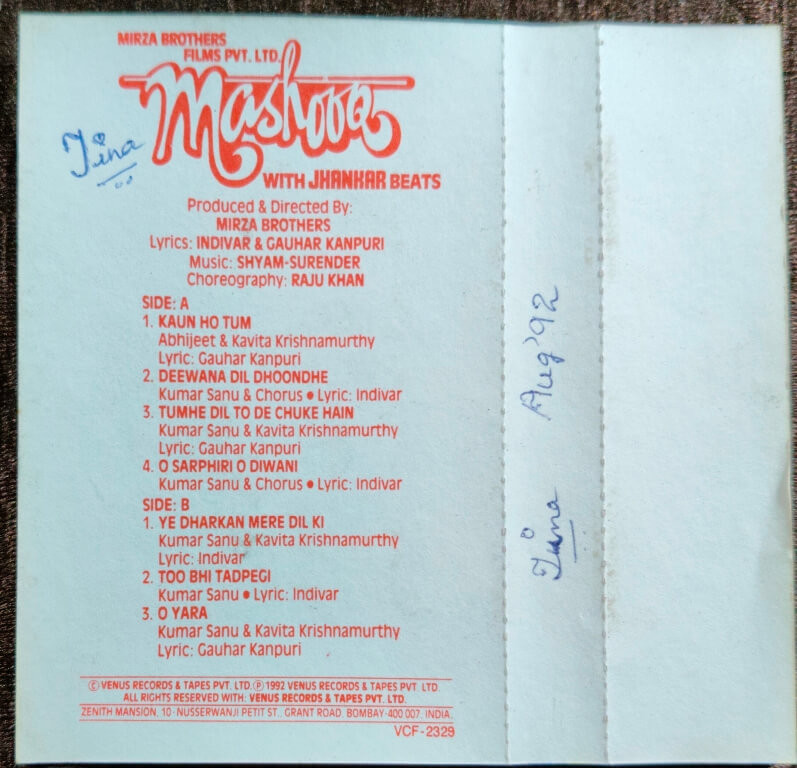 MIRZA BROTHERS
FILMS PVT. LTD.
Mashooq
Tina
WITH JHANKAR BEATS
Produced & Directed By:
MIRZA BROTHERS
Lyrics: INDIVAR & GAUHAR KANPURI
Music: SHYAM-SURENDER
Choreography: RAJU KHAN
SIDE: A
1. KAUN HO TUM
Abhijeet & Kavita Krishnamurthy
Lyric: Gauhar Kanpuri
2. DEEWANA DIL DHOONDHE
Kumar Sanu & Chorus ● Lyric: Indivar
3. TUMHE DIL TO DE CHUKE HAIN
Kumar Sanu & Kavita Krishnamurthy
Lyric: Gauhar Kanpuri
4. O SARPHIRI O DIWANI
Kumar Sanu & Chorus ● Lyric: Indivar
SIDE: B
1. YE DHARKAN MERE DIL KI
Kumar Sanu & Kavita Krishnamurthy
Lyric: Indivar
2. TOO BHI TADPEGI
Kumar Sanu ● Lyric: Indivar
3. O YARA
Kumar Sanu & Kavita Krishnamurthy
Lyric: Gauhar Kanpuri
Ⓒ VENUS RECORDS & TAPES PVT. LTD. Ⓟ 1992 VENUS RECORDS & TAPES PVT LTD
ALL RIGHTS RESERVED WITH: VENUS RECORDS & TAPES PVT. LTD.
ZENITH MANSION, 10-NUSSERWANJI PETIT ST., GRANT ROAD, BOMBAY-400 007, INDIA.
VCF-2329
Tina Aug'92